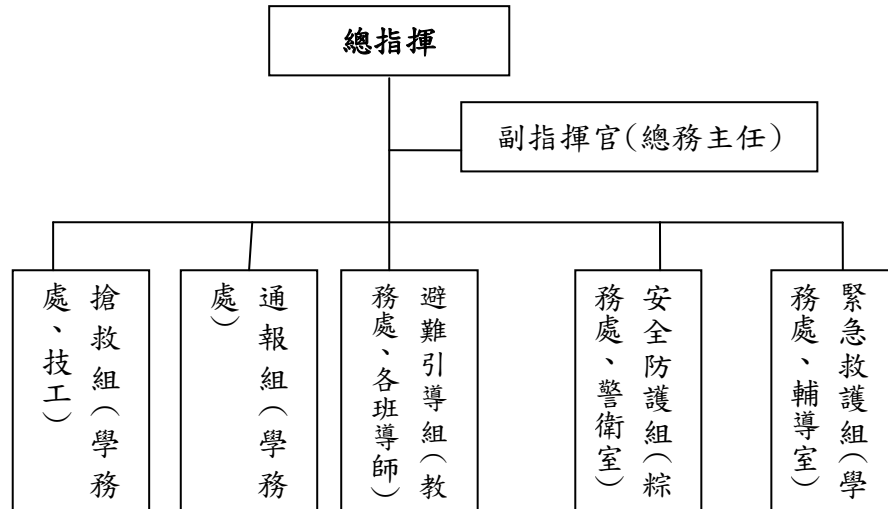 總指揮
副指揮官(總務主任)
搶救組(學務
處、技工)
通報組(學務
處)
避難引導組(教
務處、各班導師)
安全防護組(粽
務處、警衛室)
緊急救護組(學
務處、輔導室)